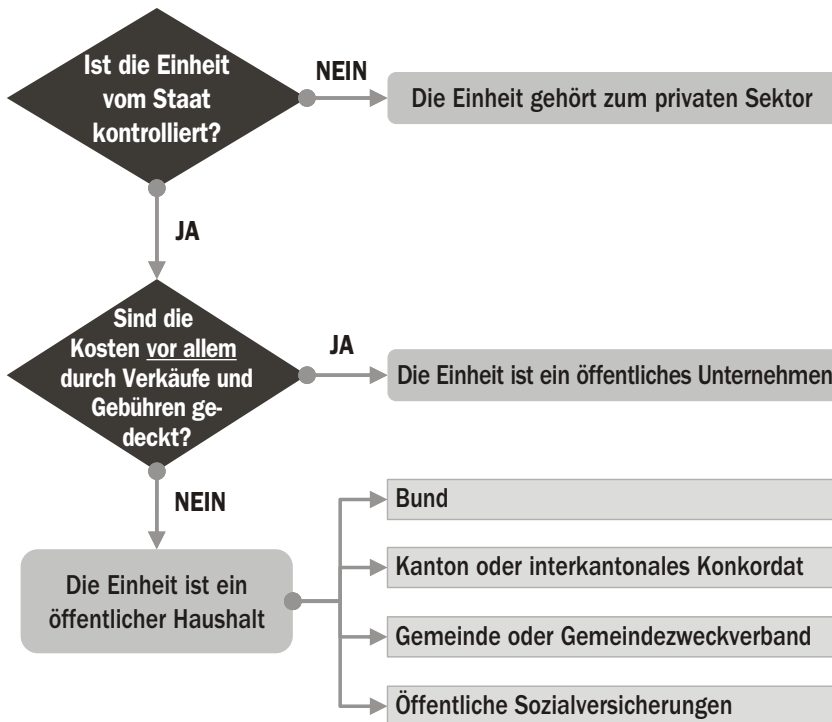 Ist die Einheit
vom Staat
kontrolliert?
NEIN
Die Einheit gehört zum privaten Sektor
JA
Sind die
Kosten vor allem
durch Verkäufe und
Gebühren ge-
deckt?
JA
Die Einheit ist ein öffentliches Unternehmen
NEIN
Die Einheit ist ein
öffentlicher Haushalt
Bund
Kanton oder interkantonales Konkordat
Gemeinde oder Gemeindezweckverband
Öffentliche Sozialversicherungen